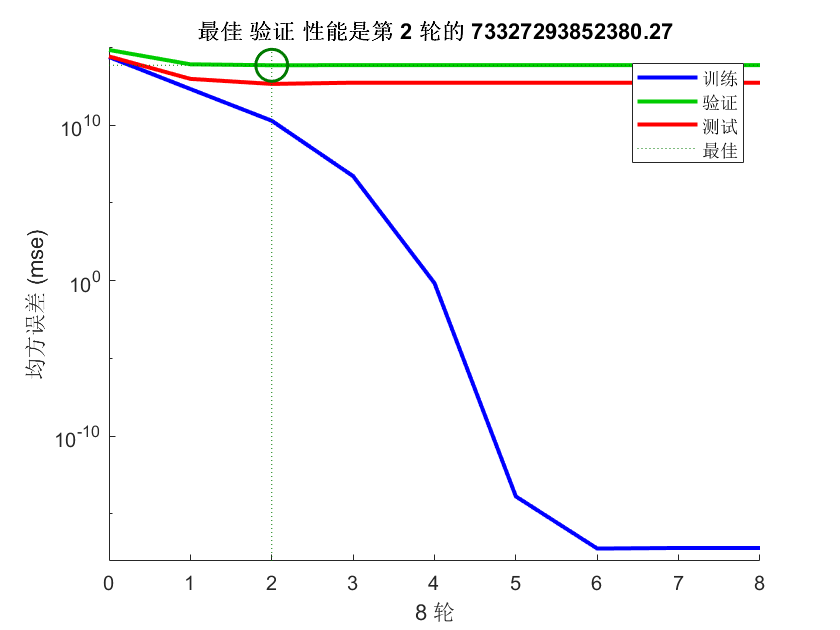 最佳 验证 性能是第 2 轮的 73327293852380.27
训练
验证
测试
最佳
10^10
10^0
10^-10
均方误差 (mse)
0 1 2 3 4 5 6 7 8
8 轮